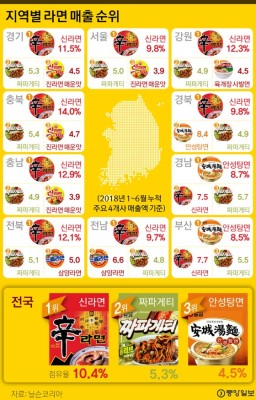 지역별 라면 매출 순위
경기 신라면 11.5%
짜파게티 5.3 4.5 진라면 매운맛
서울 신라면 9.8%
짜파게티 5.0 3.9 진라면 매운맛
강원 신라면 12.3%
짜파게티 4.9 4.5 육개장 사발면
충북 신라면 14.0%
짜파게티 5.4 4.7 진라면 매운맛
경북 신라면 9.8%
8.4 안성탕면 4.9 짜파게티
충남 신라면 12.9%
짜파게티 4.9 3.9 진라면 매운맛
경남 안성탕면 8.7%
신라면 7.5 5.7 짜파게티
(2018년 1~6월 누적
주요 4개사 매출액 기준)
전북 신라면 12.1%
짜파게티 5.1 5.0 삼양라면
전남 신라면 9.7%
삼양라면 6.6 4.8 짜파게티
부산 안성탕면 8.5%
신라면 7.7 5.5 짜파게티
전국
1위 신라면
2위 짜파게티
3위 안성탕면
辛라면
짜파게티
安城湯麵
점유율 10.4%
5.3%
4.5%
자료: 닐슨코리아
중앙일보